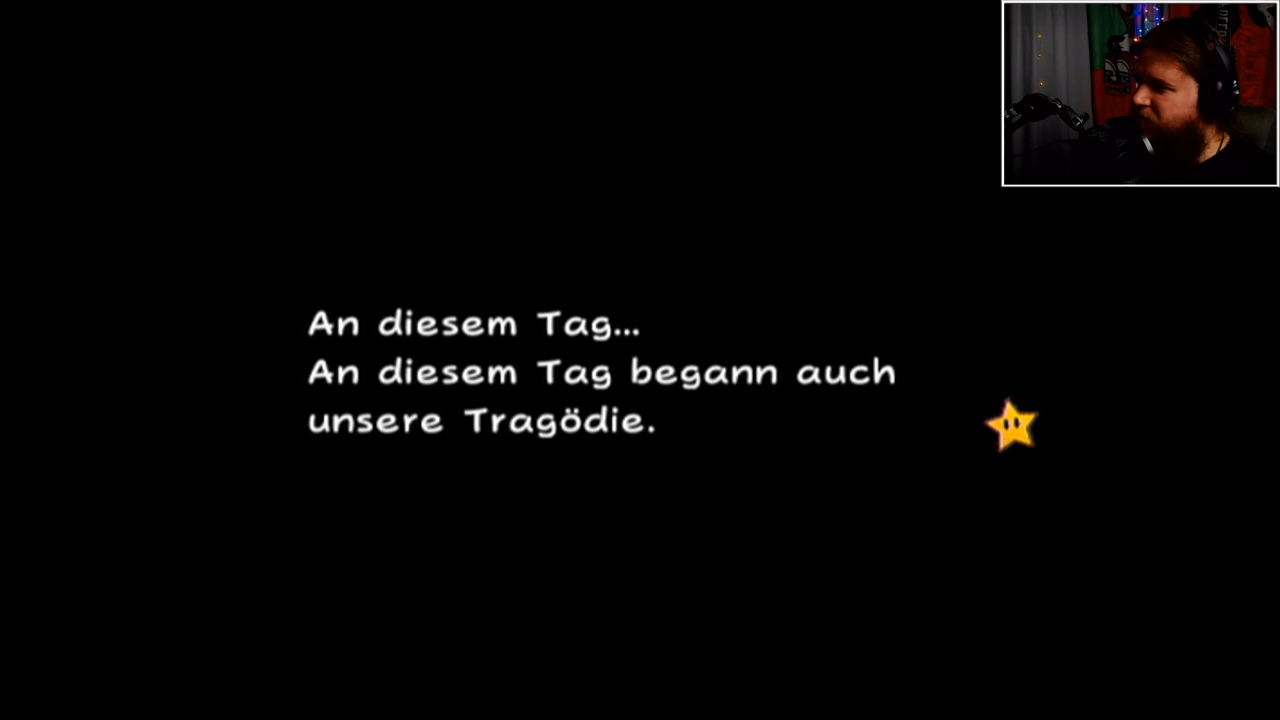 An diesem Tag...
An diesem Tag begann auch
unsere Tragödie.